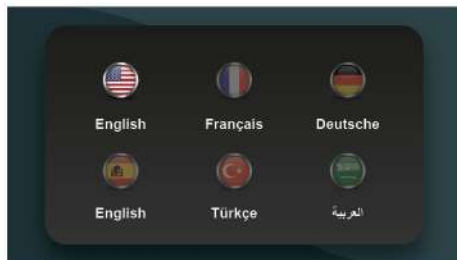 English Français Deutsche
English Türkçe العربية